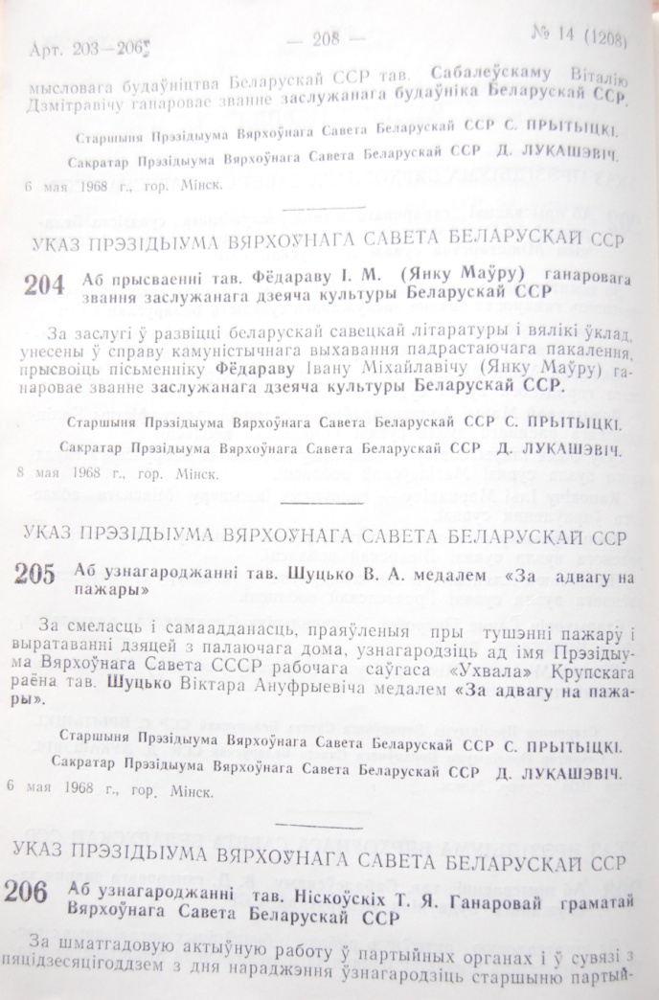 Арт. 203—206
— 208 —
№ 14 (1208)
мысловага будаўніцтва Беларускай ССР тав. Сабалеўскаму Віталію
Дзмітравічу ганаровае званне заслужанага будаўніка Беларускай ССР.
Старшыня Прэзідыума Вярхоўнага Савета Беларускай ССР С. ПРЫТЫЦКІ.
Сакратар Прэзідыума Вярхоўнага Савета Беларускай ССР Д. ЛУКАШЭВІЧ.
6 мая 1968 г., гор. Мінск.
УКАЗ ПРЭЗІДЫУМА ВЯРХОЎНАГА САВЕТА БЕЛАРУСКАЙ ССР
204 Аб прысваенні тав. Фёдараву І. М. (Янку Маўру) ганаровага
звання заслужанага дзеяча культуры Беларускай ССР
За заслугі ў развіцці беларускай савецкай літаратуры і вялікі ўклад,
унесены ў справу камуністычнага выхавання падрастаючага пакалення,
прысвоіць пісьменніку Фёдараву Івану Міхайлавічу (Янку Маўру) га-
наровае званне заслужанага дзеяча культуры Беларускай ССР.
Старшыня Прэзідыума Вярхоўнага Савета Беларускай ССР С. ПРЫТЫЦКІ.
Сакратар Прэзідыума Вярхоўнага Савета Беларускай ССР Д. ЛУКАШЭВІЧ.
8 мая 1968 г., гор. Мінск.
УКАЗ ПРЭЗІДЫУМА ВЯРХОЎНАГА САВЕТА БЕЛАРУСКАЙ ССР
205 Аб узнагароджанні тав. Шуцько В. А. медалем «За адвагу на
пажары»
За смеласць і самаадданасць, праяўленыя пры тушэнні пажару і
выратаванні дзяцей з палаючага дома, узнагародзіць ад імя Прэзідыу-
ма Вярхоўнага Савета СССР рабочага саўгаса «Ухвала» Крупскага
раёна тав. Шуцько Віктара Ануфрыевіча медалем «За адвагу на пажа-
ры».
Старшыня Прэзідыума Вярхоўнага Савета Беларускай ССР С. ПРЫТЫЦКІ.
Сакратар Прэзідыума Вярхоўнага Савета Беларускай ССР Д. ЛУКАШЭВІЧ.
6 мая 1968 г., гор. Мінск.
УКАЗ ПРЭЗІДЫУМА ВЯРХОЎНАГА САВЕТА БЕЛАРУСКАЙ ССР
206 Аб узнагароджанні тав. Ніскоўскіх Т. Я. Ганаровай граматай
Вярхоўнага Савета Беларускай ССР
За шматгадовую актыўную работу ў партыйных органах і ў сувязі з
пяцідзесяцігоддзем з дня нараджэння ўзнагародзіць старшыню партый-